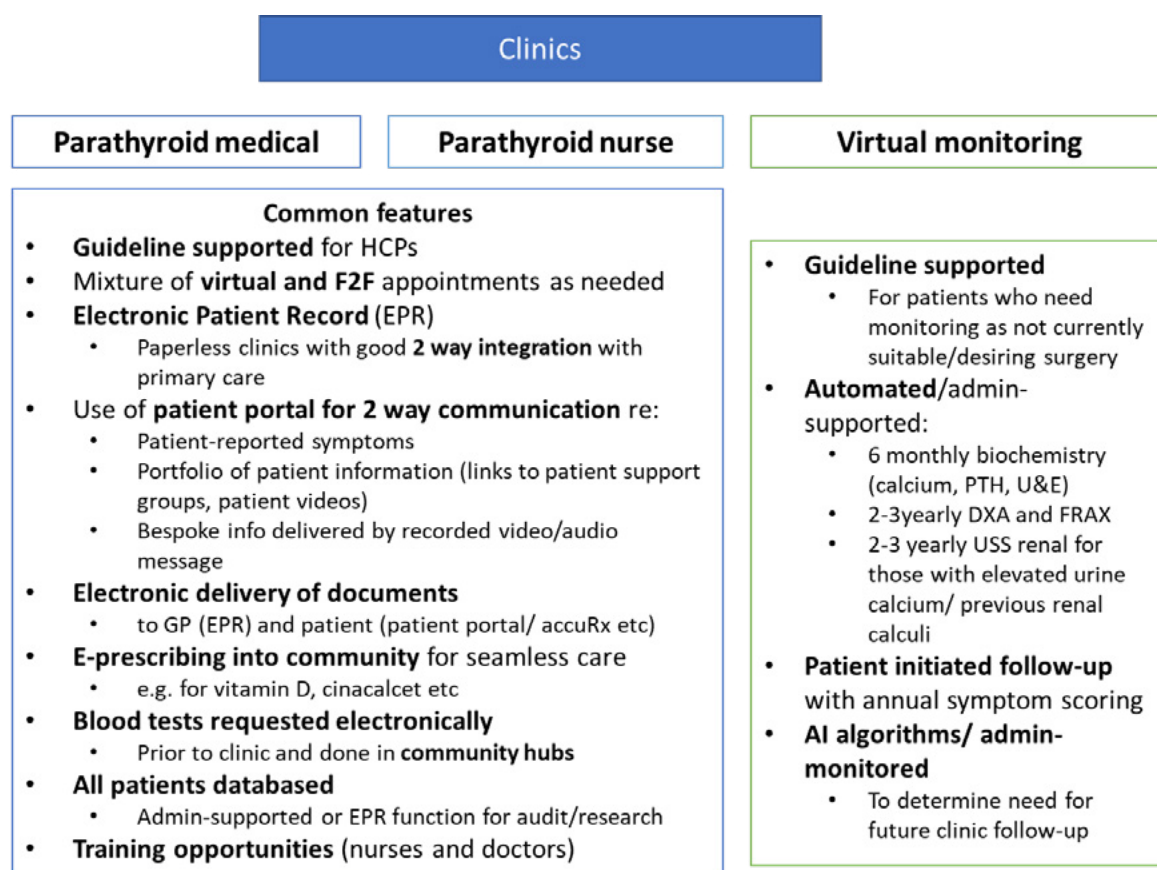 Clinics
Parathyroid medical
Parathyroid nurse
Virtual monitoring
Common features
• Guideline supported for HCPs
• Mixture of virtual and F2F appointments as needed
• Electronic Patient Record (EPR)
• Paperless clinics with good 2 way integration with
primary care
• Use of patient portal for 2 way communication re:
• Patient-reported symptoms
• Portfolio of patient information (links to patient support
groups, patient videos)
• Bespoke info delivered by recorded video/audio
message
• Electronic delivery of documents
• to GP (EPR) and patient (patient portal/ accuRx etc)
• E-prescribing into community for seamless care
• e.g. for vitamin D, cinacalcet etc
• Blood tests requested electronically
• Prior to clinic and done in community hubs
• All patients databased
• Admin-supported or EPR function for audit/research
• Training opportunities (nurses and doctors)
• Guideline supported
• For patients who need
monitoring as not currently
suitable/desiring surgery
• Automated/admin-
supported:
• 6 monthly biochemistry
(calcium, PTH, U&E)
• 2-3yearly DXA and FRAX
• 2-3 yearly USS renal for
those with elevated urine
calcium/ previous renal
calculi
• Patient initiated follow-up
with annual symptom scoring
• AI algorithms/ admin-
monitored
• To determine need for
future clinic follow-up